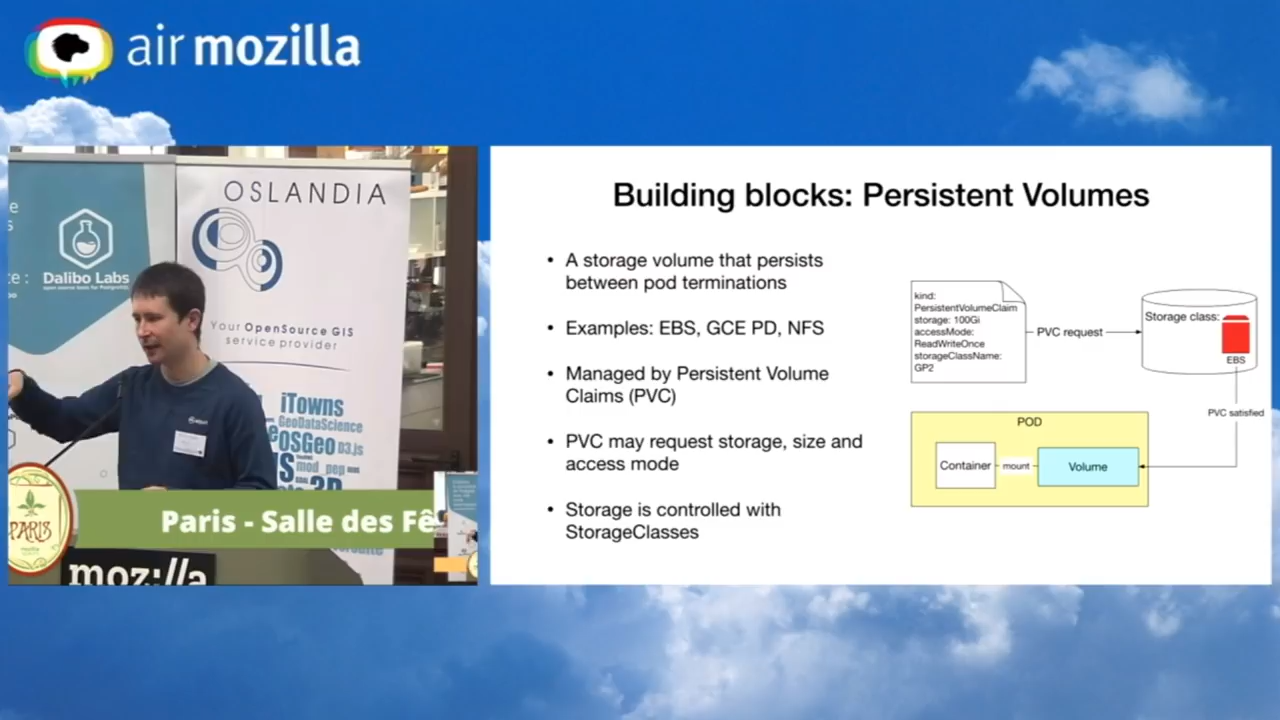 air mozilla
OSLANDIA
Dalibo Labs
Your OpenSource GIS
service provider
iTowns
GeoDataScience
OSGeo D3.js
mod_pep
3D
PARIS
mozilla
Paris - Salle des Fê
moz://a
Building blocks: Persistent Volumes
• A storage volume that persists
between pod terminations
• Examples: EBS, GCE PD, NFS
• Managed by Persistent Volume
Claims (PVC)
• PVC may request storage, size and
access mode
• Storage is controlled with
StorageClasses
kind:
PersistentVolumeClaim
storage: 100Gi
accessMode:
ReadWriteOnce
storageClassName:
GP2
PVC request
Storage class:
EBS
PVC satisfied
POD
Container
mount
Volume